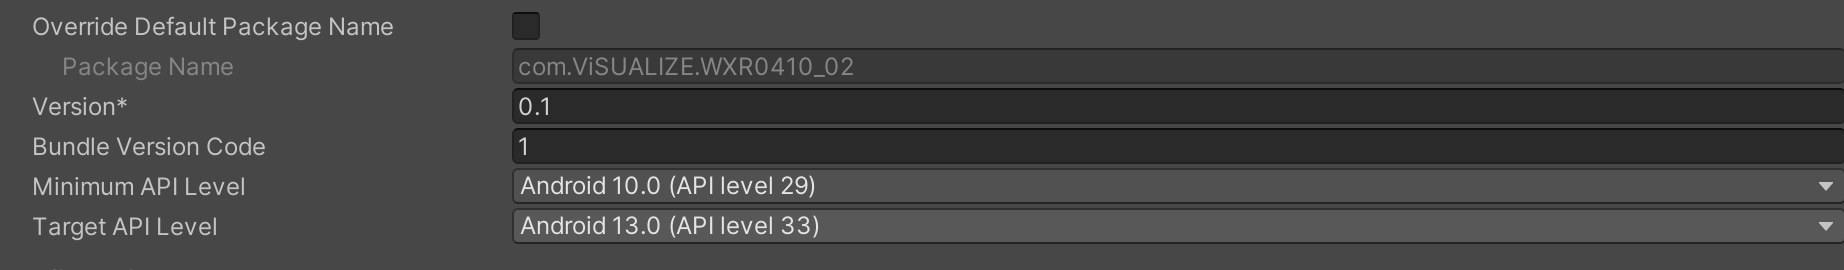 Override Default Package Name
Package Name com.ViSUALIZE.WXR0410_02
Version* 0.1
Bundle Version Code 1
Minimum API Level Android 10.0 (API level 29)
Target API Level Android 13.0 (API level 33)